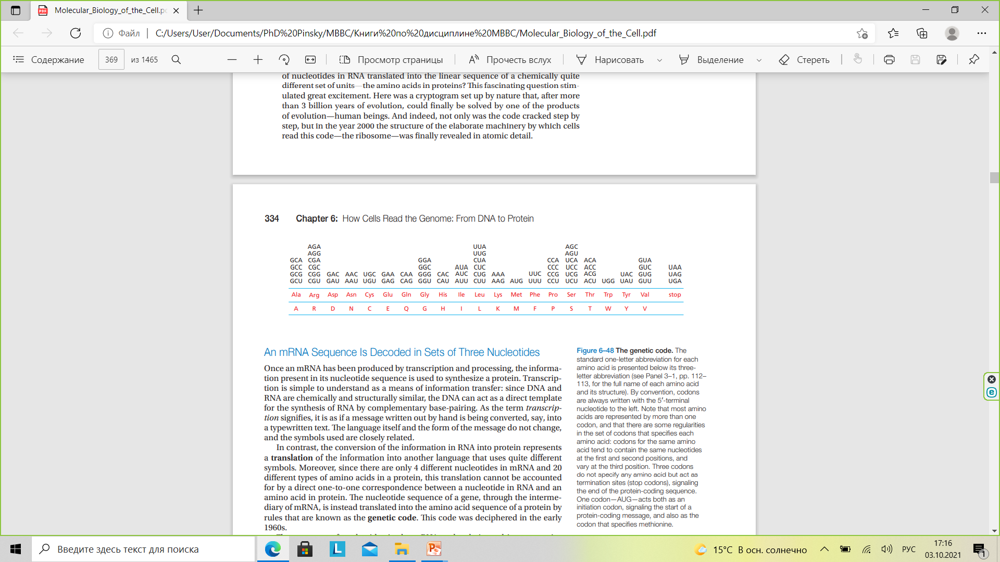 Molecular_Biology_of_the_Cell.pd
Файл
C:/Users/User/Documents/PhD%20Pinsky/MBBC/Книги%20по%20дисциплине%20MBBC/Molecular_Biology_of_the_Cell.pdf
Содержание 369 из 1465 Просмотр страницы Прочесть вслух Нарисовать Выделение Стереть
of nucleotides in RNA translated into the linear sequence of a chemically quite
different set of units—the amino acids in proteins? This fascinating question stim-
ulated great excitement. Here was a cryptogram set up by nature that, after more
than 3 billion years of evolution, could finally be solved by one of the products
of evolution—human beings. And indeed, not only was the code cracked step by
step, but in the year 2000 the structure of the elaborate machinery by which cells
read this code—the ribosome—was finally revealed in atomic detail.
334 Chapter 6: How Cells Read the Genome: From DNA to Protein
AGA UUA AGC
AGG UUG AGU
GCA CGA GGA CUA CCA UCA ACA GUA
GCC CGC GGC AUA CUC CCC UCC ACC GUC UAA
GCG CGG GAC AAC UGC GAA CAA GGG CAC AUC CUG AAA UUC CCG UCG ACG UAC GUG UAG
GCU CGU GAU AAU UGU GAG CAG GGU CAU AUU CUU AAG AUG UUU CCU UCU ACU UGG UAU GUU UGA
Ala Arg Asp Asn Cys Glu Gln Gly His Ile Leu Lys Met Phe Pro Ser Thr Trp Tyr Val stop
A R D N C E Q G H I L K M F P S T W Y V
An mRNA Sequence Is Decoded in Sets of Three Nucleotides
Once an mRNA has been produced by transcription and processing, the informa-
tion present in its nucleotide sequence is used to synthesize a protein. Transcrip-
tion is simple to understand as a means of information transfer: since DNA and
RNA are chemically and structurally similar, the DNA can act as a direct template
for the synthesis of RNA by complementary base-pairing. As the term transcrip-
tion signifies, it is as if a message written out by hand is being converted, say, into
a typewritten text. The language itself and the form of the message do not change,
and the symbols used are closely related.
In contrast, the conversion of the information in RNA into protein represents
a translation of the information into another language that uses quite different
symbols. Moreover, since there are only 4 different nucleotides in mRNA and 20
different types of amino acids in a protein, this translation cannot be accounted
for by a direct one-to-one correspondence between a nucleotide in RNA and an
amino acid in protein. The nucleotide sequence of a gene, through the interme-
diary of mRNA, is instead translated into the amino acid sequence of a protein by
rules that are known as the genetic code. This code was deciphered in the early
1960s.
Figure 6–48 The genetic code. The
standard one-letter abbreviation for each
amino acid is presented below its three-
letter abbreviation (see Panel 3–1, pp. 112–
113, for the full name of each amino acid
and its structure). By convention, codons
are always written with the 5′-terminal
nucleotide to the left. Note that most amino
acids are represented by more than one
codon, and that there are some regularities
in the set of codons that specifies each
amino acid: codons for the same amino
acid tend to contain the same nucleotides
at the first and second positions, and
vary at the third position. Three codons
do not specify any amino acid but act as
termination sites (stop codons), signaling
the end of the protein-coding sequence.
One codon—AUG—acts both as an
initiation codon, signaling the start of a
protein-coding message, and also as the
codon that specifies methionine.
Введите здесь текст для поиска
15°C В осн. солнечно
РУС
17:16
03.10.2021
1